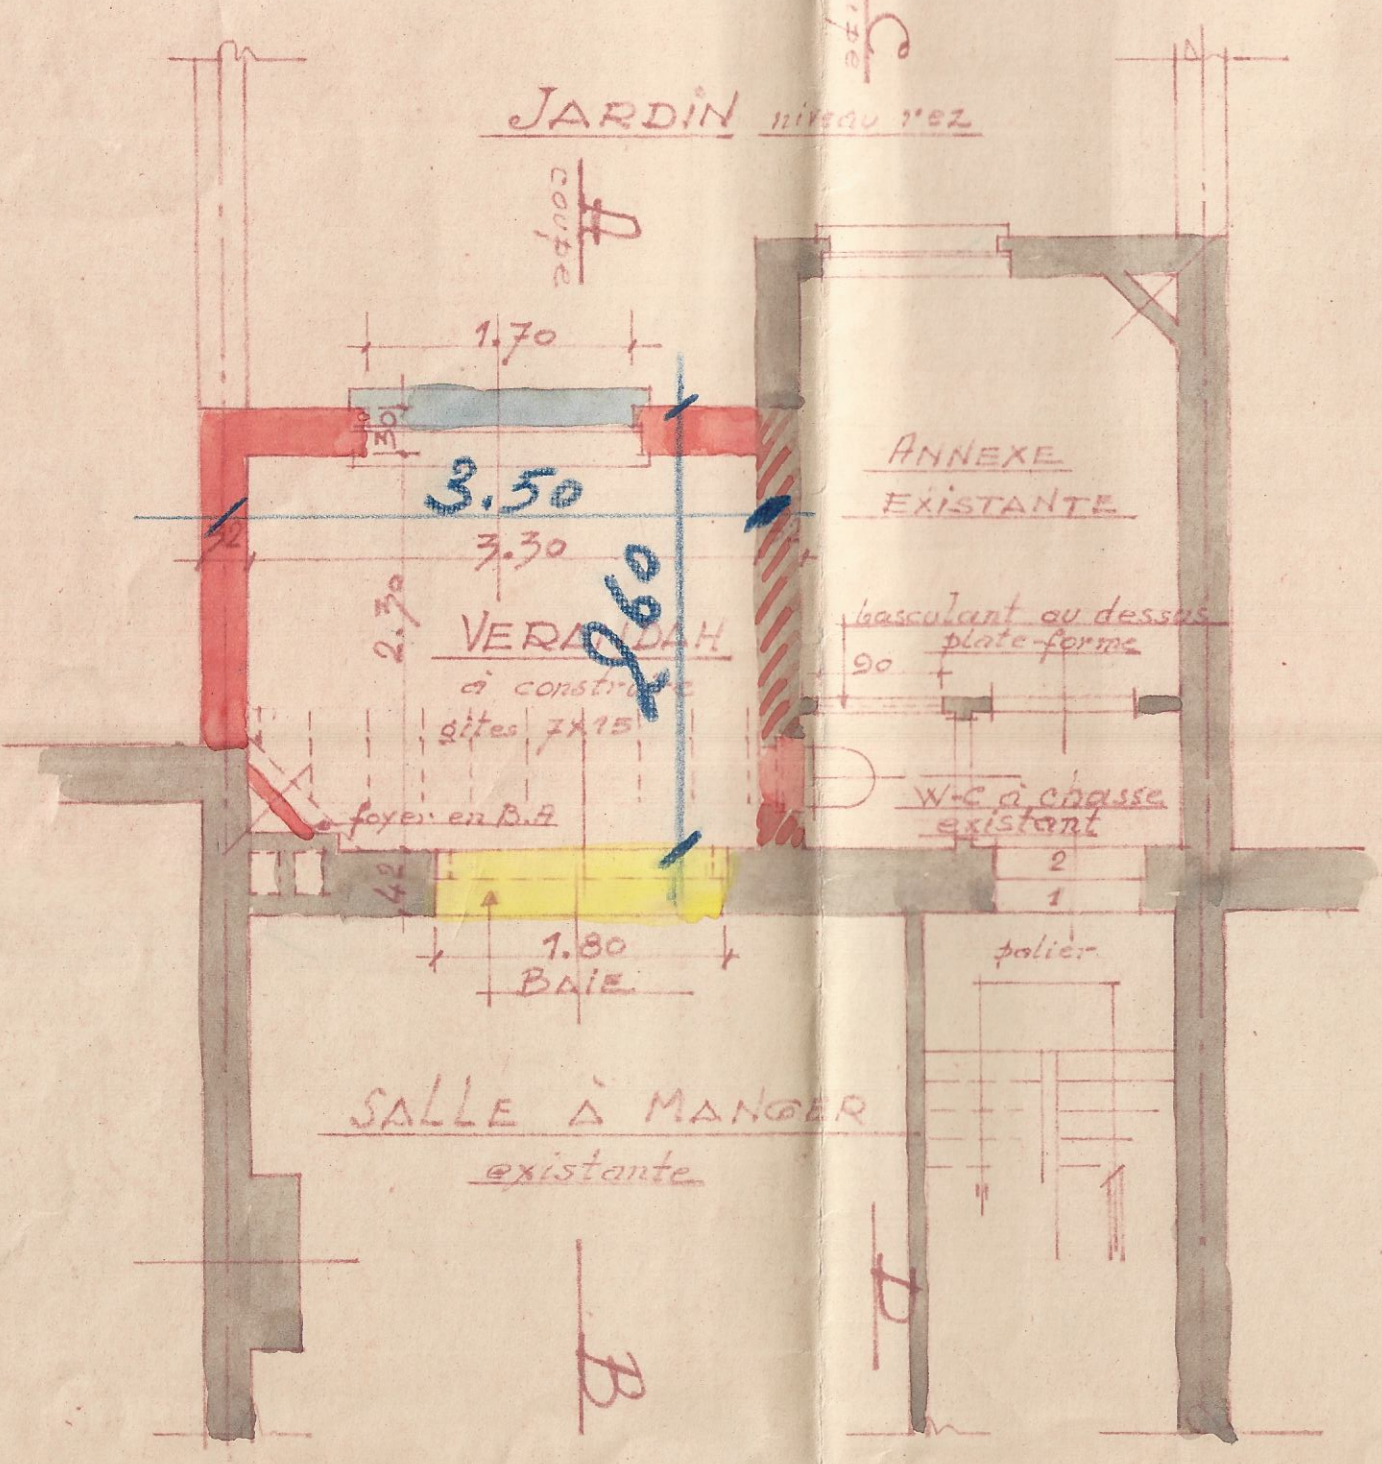 C
JARDIN niveau rez
A
coupe
1.70
30
3.50
3.30
32
2.30
260
ANNEXE
EXISTANTE
VERANDAH
à construire
gîtes 7x15
basculant au dessus
plate-forme
90
foyer en B.A
W-C à chasse
existant
42
2
1
1.80
BAIE
palier
SALLE À MANGER
existante
B
D